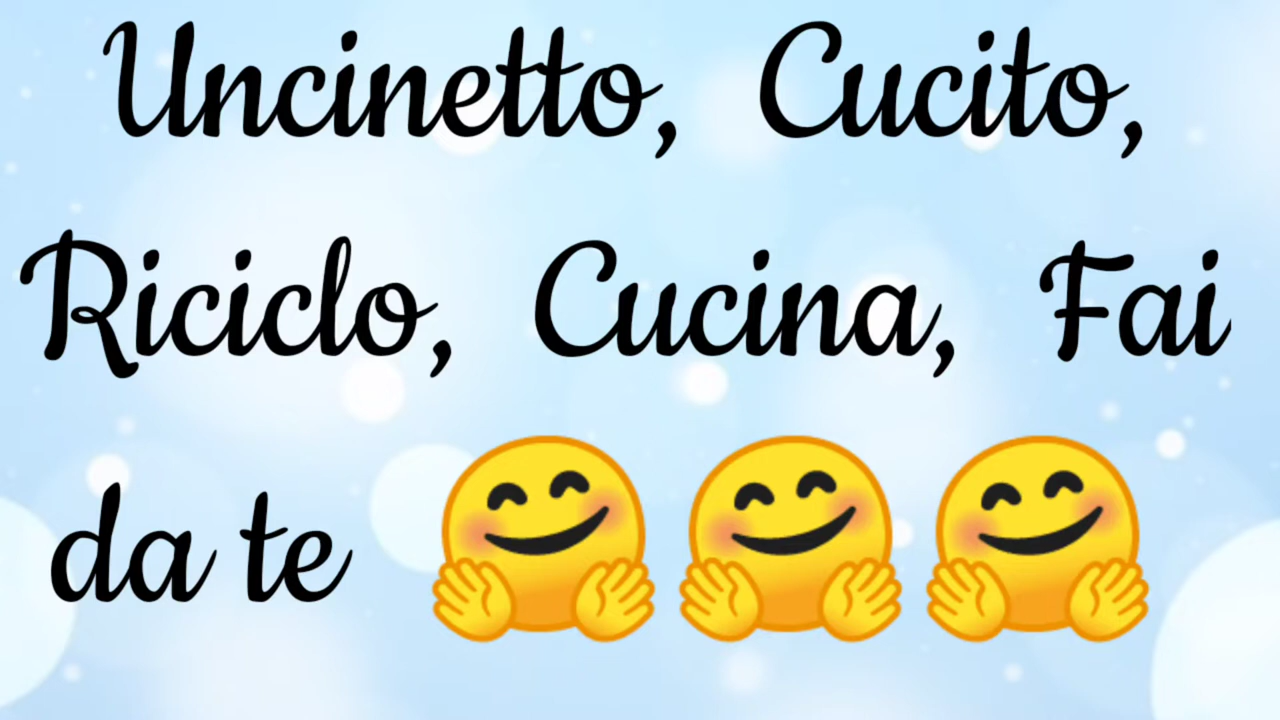 Uncinetto, Cucito,
Riciclo, Cucina, Fai
da te 🤗🤗🤗